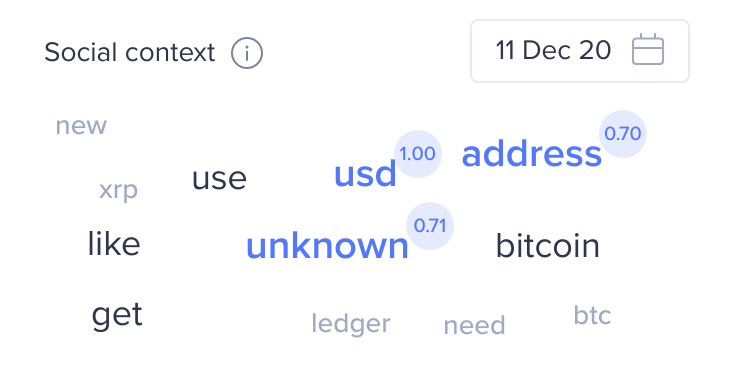 Social context
11 Dec 20
new
address 0.70
usd 1.00
use
xrp
like
unknown 0.71
bitcoin
get
ledger
need
btc